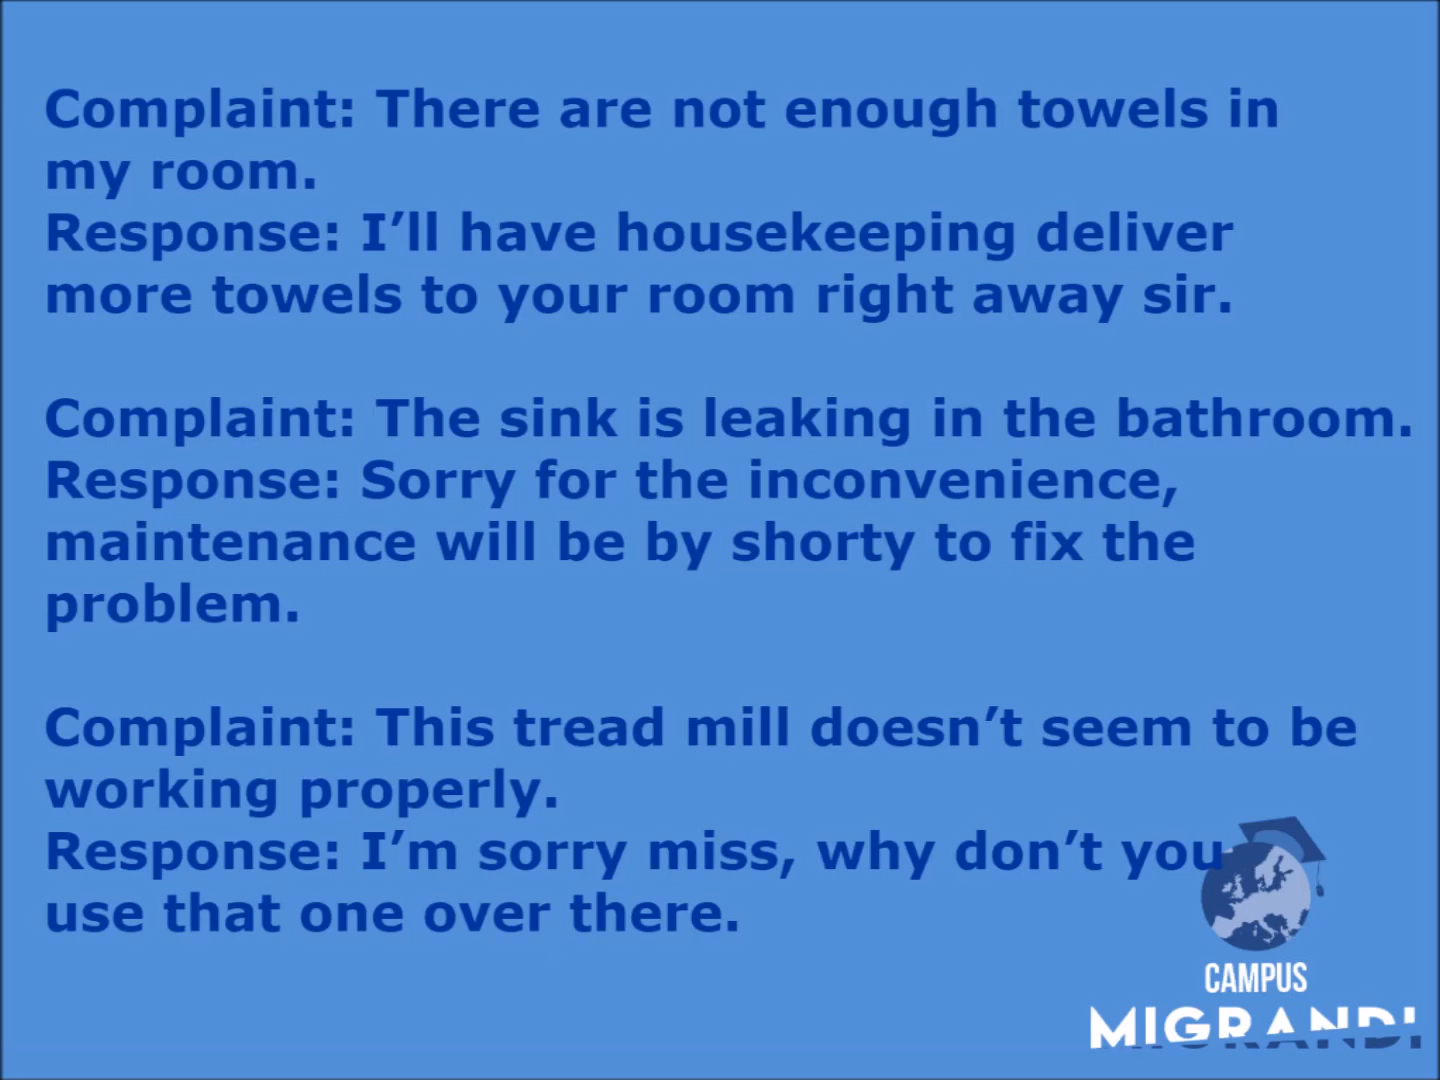 Complaint: There are not enough towels in
my room.
Response: I’ll have housekeeping deliver
more towels to your room right away sir.
Complaint: The sink is leaking in the bathroom.
Response: Sorry for the inconvenience,
maintenance will be by shorty to fix the
problem.
Complaint: This tread mill doesn’t seem to be
working properly.
Response: I’m sorry miss, why don’t you
use that one over there.
CAMPUS
MIGRANDI